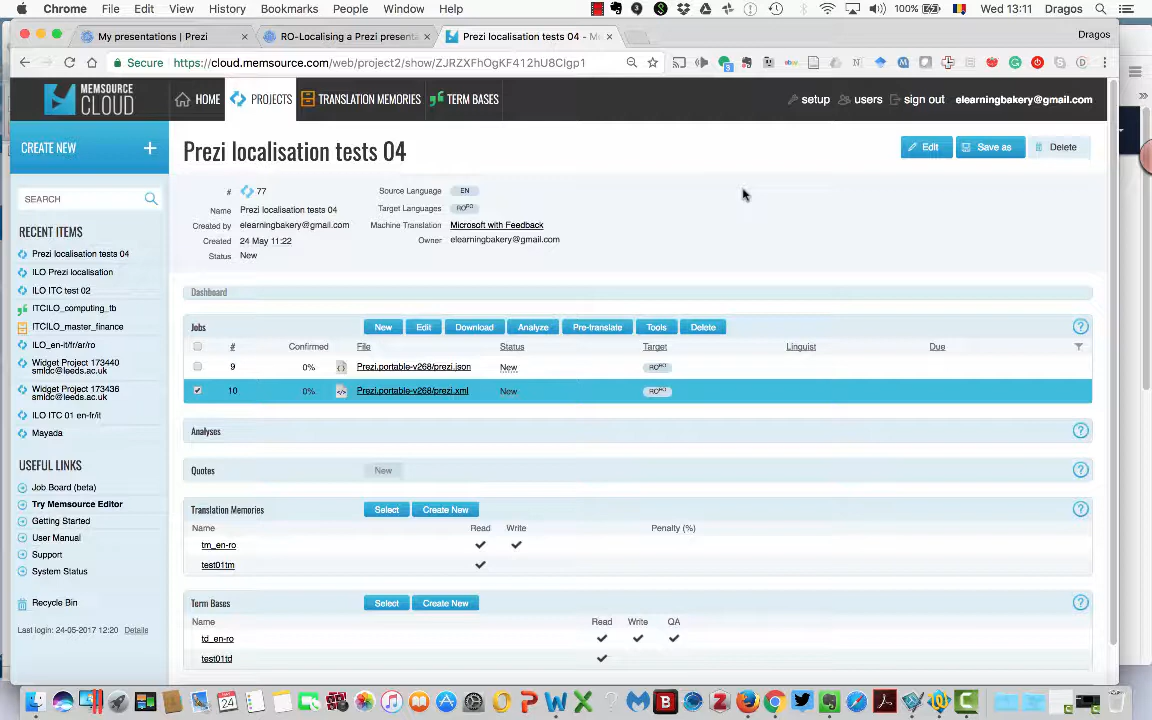 Chrome File Edit View History Bookmarks People Window Help 100% Wed 13:11 Dragos
My presentations | Prezi
RO-Localising a Prezi presenta
Prezi localisation tests 04 - Me
Dragos
Secure https://cloud.memsource.com/web/project2/show/ZJRZXFhOgKF412hU8CIgp1
MEMSOURCE CLOUD
HOME PROJECTS TRANSLATION MEMORIES TERM BASES
setup users sign out elearningbakery@gmail.com
CREATE NEW +
Prezi localisation tests 04
Edit Save as Delete
SEARCH
# 77
Name Prezi localisation tests 04
Created by elearningbakery@gmail.com
Created 24 May 11:22
Status New
Source Language EN
Target Languages RO
Machine Translation Microsoft with Feedback
Owner elearningbakery@gmail.com
RECENT ITEMS
Prezi localisation tests 04
ILO Prezi localisation
ILO ITC test 02
ITCILO_computing_tb
ITCILO_master_finance
ILO_en-it/fr/ar/ro
Widget Project 173440
smldc@leeds.ac.uk
Widget Project 173436
smldc@leeds.ac.uk
ILO ITC 01 en-fr/it
Mayada
USEFUL LINKS
Job Board (beta)
Try Memsource Editor
Getting Started
User Manual
Support
System Status
Recycle Bin
Last login: 24-05-2017 12:20 Details
Dashboard
Jobs New Edit Download Analyze Pre-translate Tools Delete ?
# Confirmed File Status Target Linguist Due
9 0% Prezi.portable-v268/prezi.json New RO
10 0% Prezi.portable-v268/prezi.xml New RO
Analyses ?
Quotes New ?
Translation Memories Select Create New ?
Name Read Write Penalty (%)
tm_en-ro
test01tm
Term Bases Select Create New ?
Name Read Write QA
td_en-ro
test01td